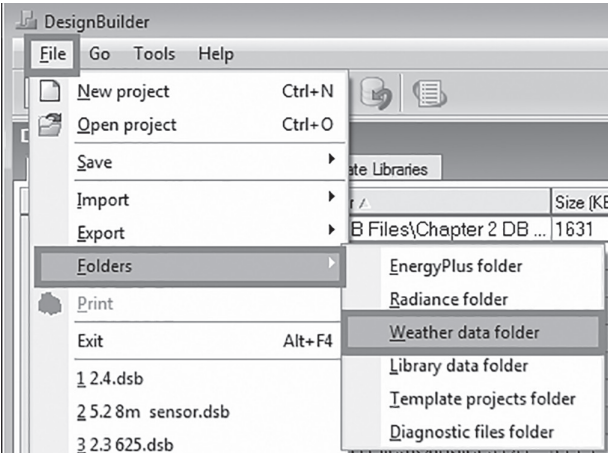 DesignBuilder
File Go Tools Help
New project Ctrl+N
Open project Ctrl+O
Save
Import
Export
Folders
Print
Exit Alt+F4
1 2.4.dsb
2 5.2 8m sensor.dsb
3 2.3 625.dsb
ate Libraries
Size (KB
B Files\Chapter 2 DB ... 1631
EnergyPlus folder
Radiance folder
Weather data folder
Library data folder
Template projects folder
Diagnostic files folder